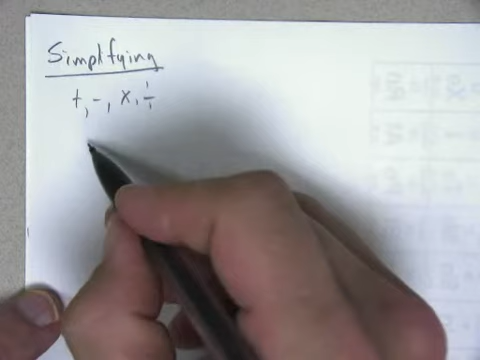 Simplifying
+, -, ×, ÷